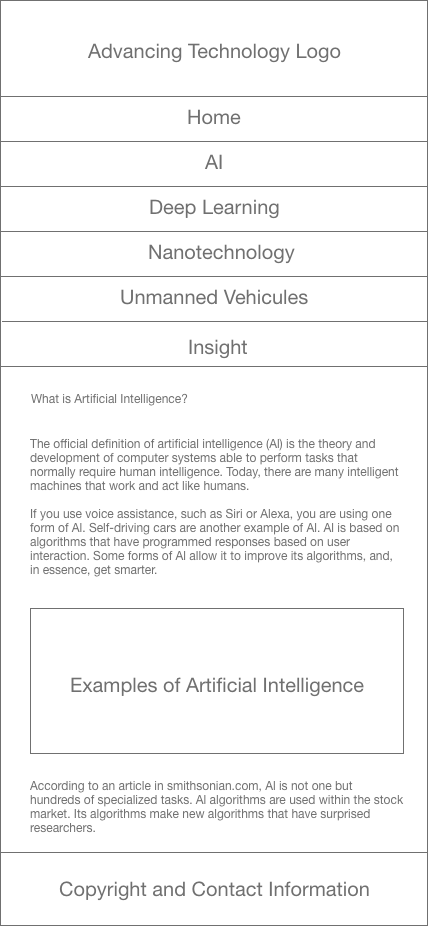 Advancing Technology Logo
Home
AI
Deep Learning
Nanotechnology
Unmanned Vehicules
Insight
What is Artificial Intelligence?
The official definition of artificial intelligence (AI) is the theory and
development of computer systems able to perform tasks that
normally require human intelligence. Today, there are many intelligent
machines that work and act like humans.
If you use voice assistance, such as Siri or Alexa, you are using one
form of AI. Self-driving cars are another example of AI. AI is based on
algorithms that have programmed responses based on user
interaction. Some forms of AI allow it to improve its algorithms, and,
in essence, get smarter.
Examples of Artificial Intelligence
According to an article in smithsonian.com, AI is not one but
hundreds of specialized tasks. AI algorithms are used within the stock
market. Its algorithms make new algorithms that have surprised
researchers.
Copyright and Contact Information